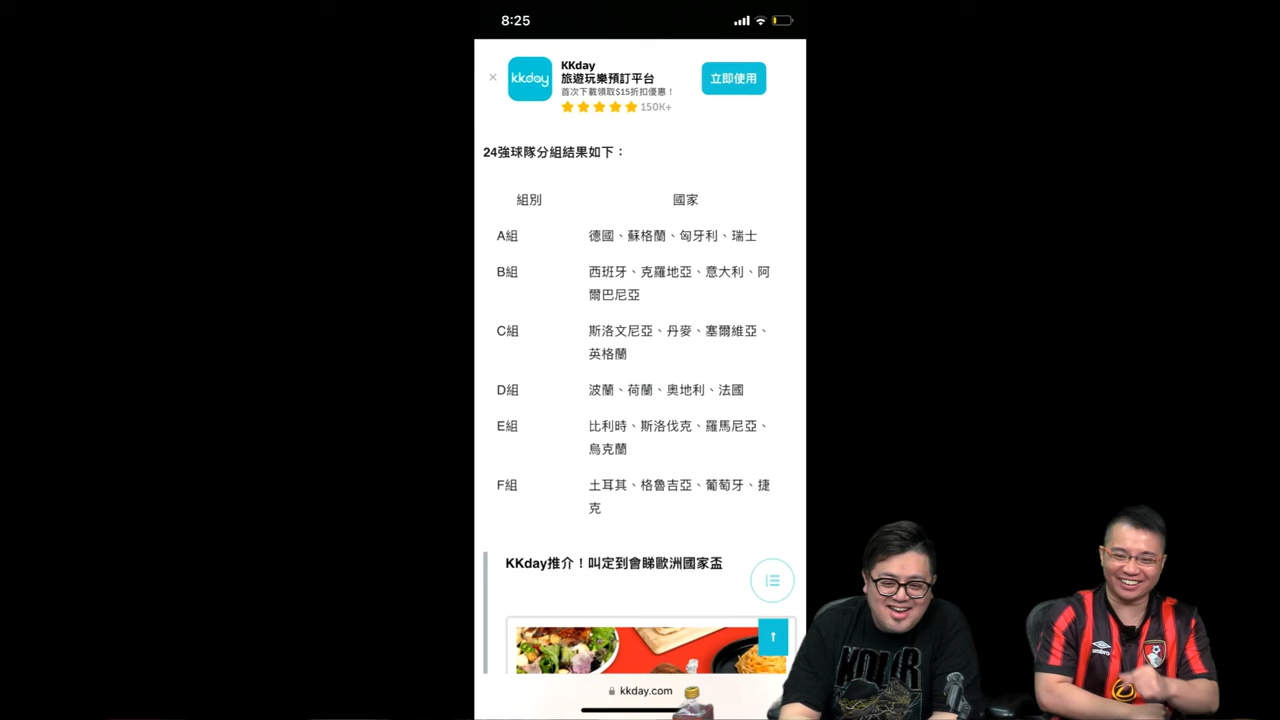 8:25
kkday
KKday
旅遊玩樂預訂平台
首次下載領取$15折扣優惠！
150K+
立即使用
24強球隊分組結果如下：
組別 國家
A組 德國、蘇格蘭、匈牙利、瑞士
B組 西班牙、克羅地亞、意大利、阿
爾巴尼亞
C組 斯洛文尼亞、丹麥、塞爾維亞、
英格蘭
D組 波蘭、荷蘭、奧地利、法國
E組 比利時、斯洛伐克、羅馬尼亞、
烏克蘭
F組 土耳其、格魯吉亞、葡萄牙、捷
克
KKday推介！叫定到會睇歐洲國家盃
kkday.com
umbro